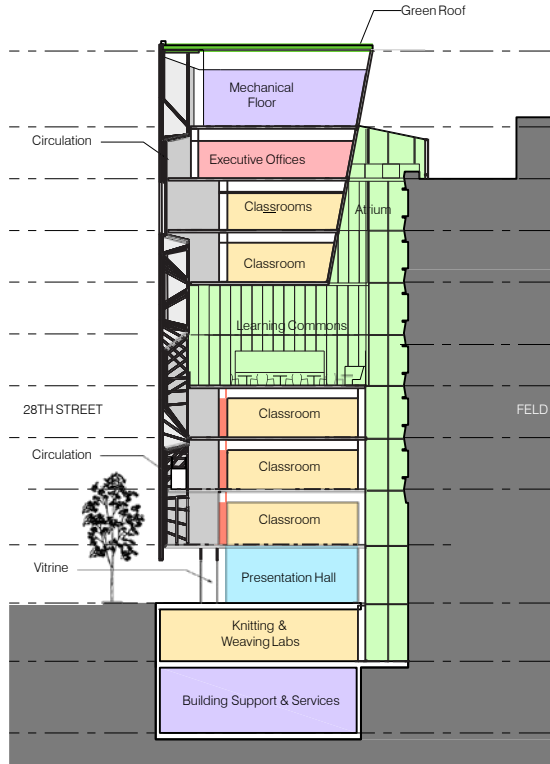 Green Roof
Mechanical
Floor
Circulation
Executive Offices
Classrooms
Atrium
Classroom
Learning Commons
28TH STREET
Classroom
FELD
Circulation
Classroom
Classroom
Vitrine
Presentation Hall
Knitting &
Weaving Labs
Building Support & Services